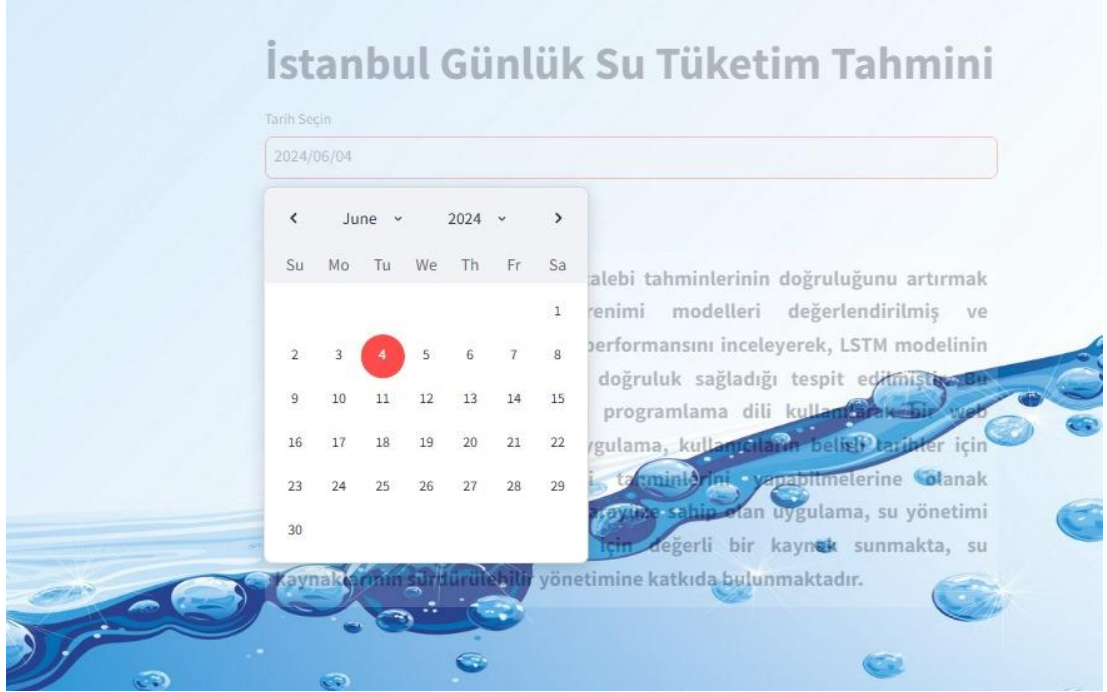 İstanbul Günlük Su Tüketim Tahmini
Tarih Seçin
2024/06/04
June 2024
Su Mo Tu We Th Fr Sa
1
2 3 4 5 6 7 8
9 10 11 12 13 14 15
16 17 18 19 20 21 22
23 24 25 26 27 28 29
30
tahminlerinin doğruluğunu artırmak
modelleri değerlendirilmiş ve
performansını inceleyerek, LSTM modelinin
doğruluk sağladığı tespit edilmiştir. Bu
programlama dili kullanılarak bir web
kullanıcıların belirli tarihler için
tahminlerini yapabilmelerine olanak
sahip olan uygulama, su yönetimi
için değerli bir kaynak sunmakta, su
kaynaklarının sürdürülebilir yönetimine katkıda bulunmaktadır.